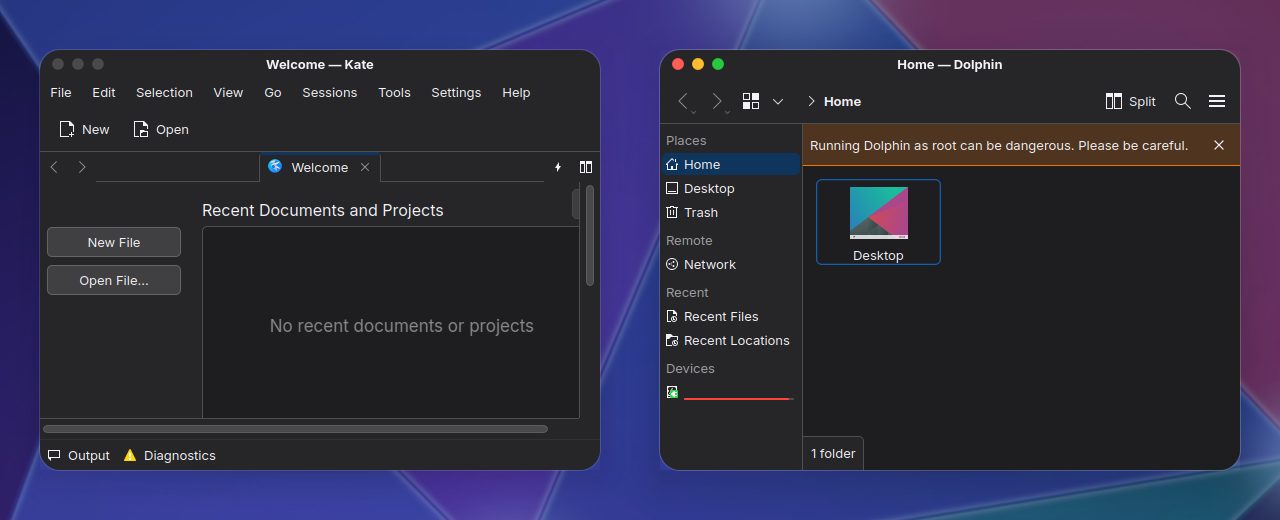 Welcome — Kate
File Edit Selection View Go Sessions Tools Settings Help
New Open
Welcome
Recent Documents and Projects
New File
Open File...
No recent documents or projects
Output Diagnostics
Home — Dolphin
Home Split
Places
Home
Desktop
Trash
Remote
Network
Recent
Recent Files
Recent Locations
Devices
Running Dolphin as root can be dangerous. Please be careful.
Desktop
1 folder